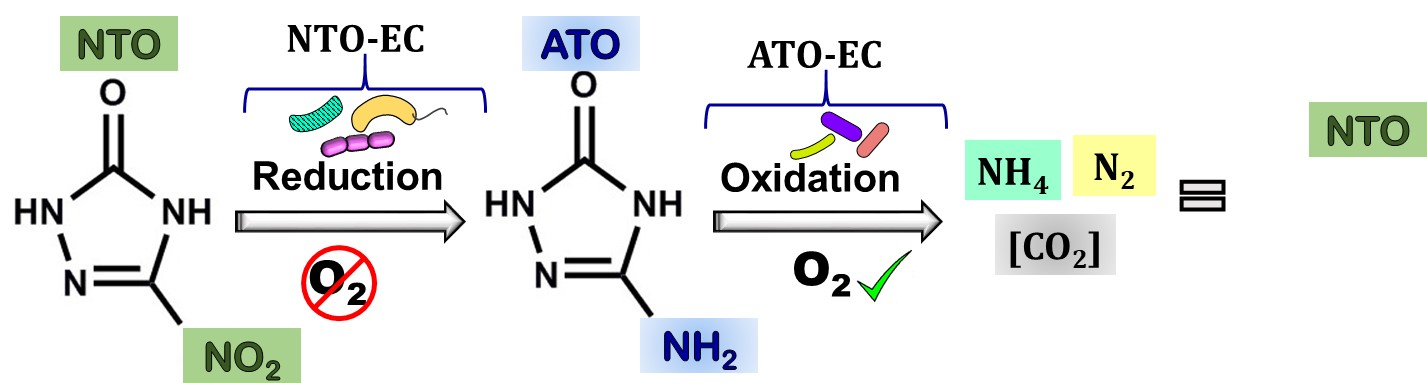 NTO
NTO-EC
ATO
ATO-EC
NTO
O
O
Reduction
Oxidation
NH₄
N₂
HN
NH
HN
NH
[CO₂]
N
O₂
N
O₂
NO₂
NH₂